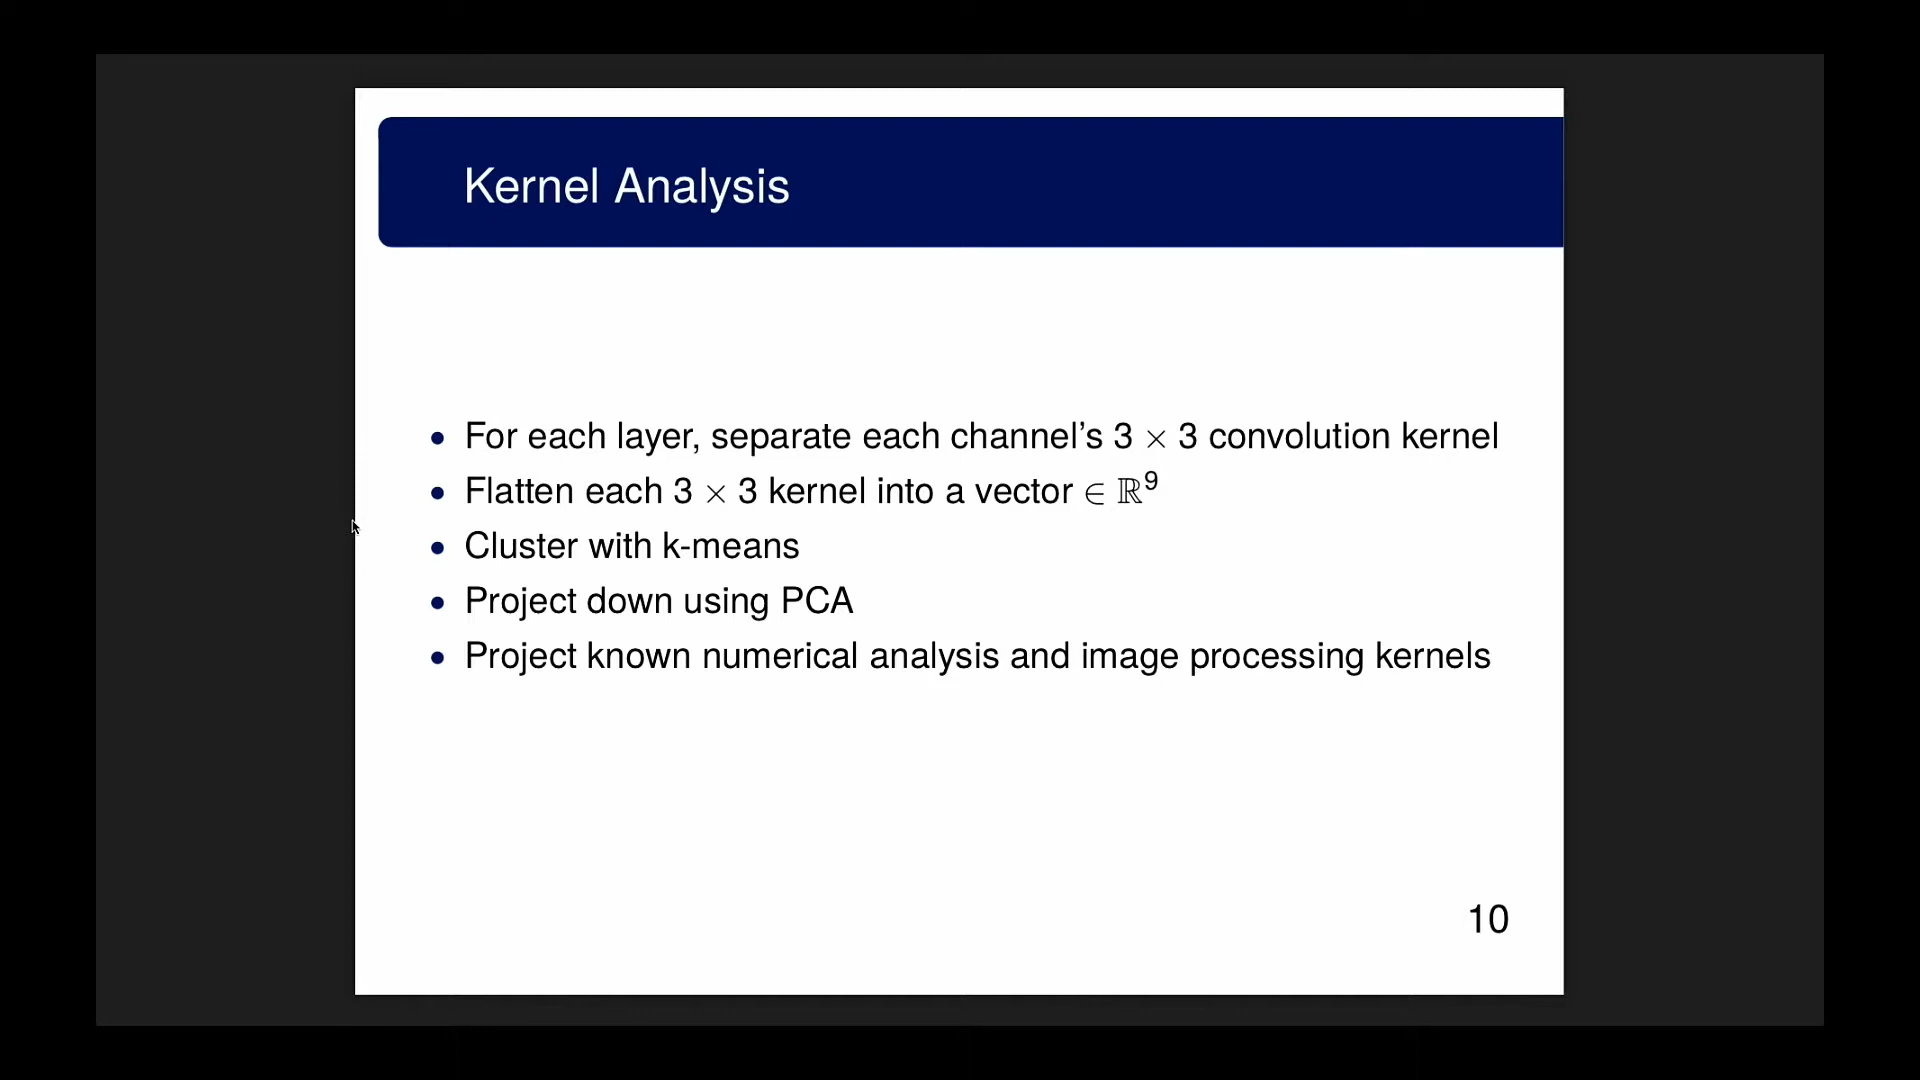 Kernel Analysis
• For each layer, separate each channel's 3 × 3 convolution kernel
• Flatten each 3 × 3 kernel into a vector ∈ ℝ⁹
• Cluster with k-means
• Project down using PCA
• Project known numerical analysis and image processing kernels
10